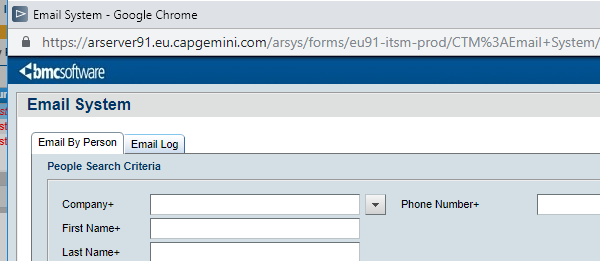 Email System - Google Chrome
https://arserver91.eu.capgemini.com/arsys/forms/eu91-itsm-prod/CTM%3AEmail+System/
bmcsoftware
Email System
Email By Person Email Log
People Search Criteria
Company+ Phone Number+
First Name+
Last Name+